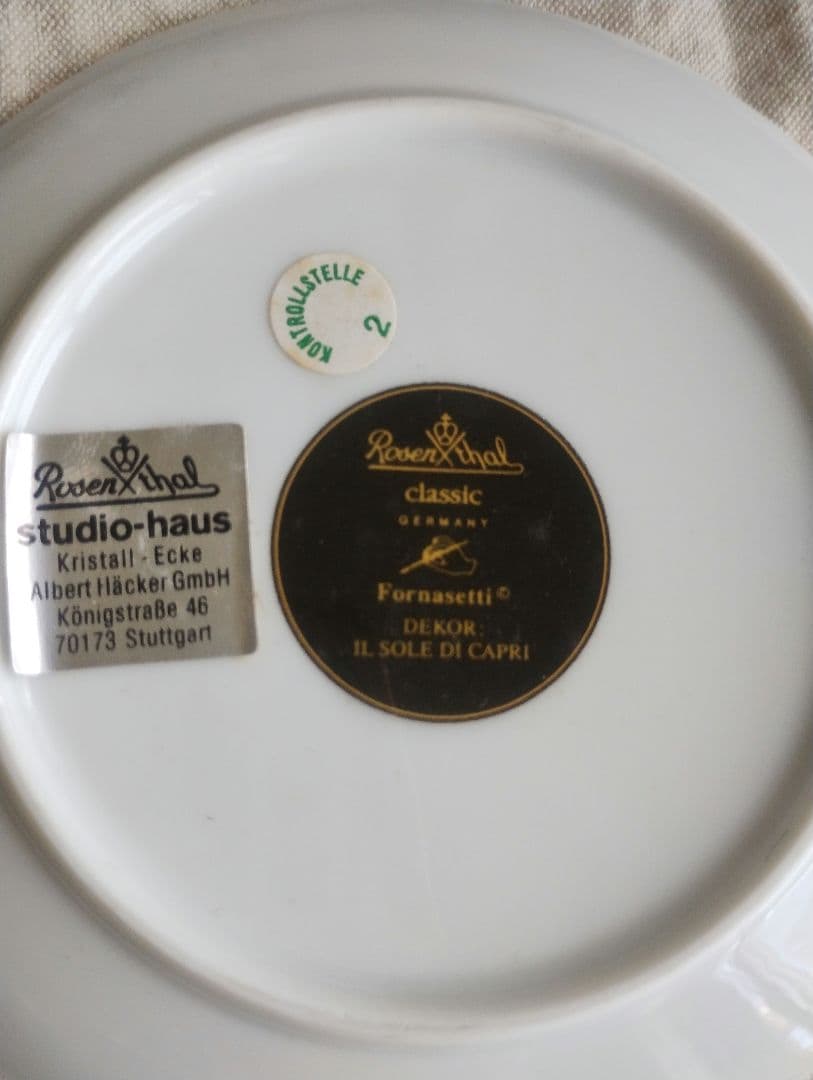 KONTROLLSTELLE 2
Rosenthal
classic
GERMANY
Fornasetti©
DEKOR:
IL SOLE DI CAPRI
Rosenthal
studio-haus
Kristall - Ecke
Albert Häcker GmbH
Königstraße 46
70173 Stuttgart